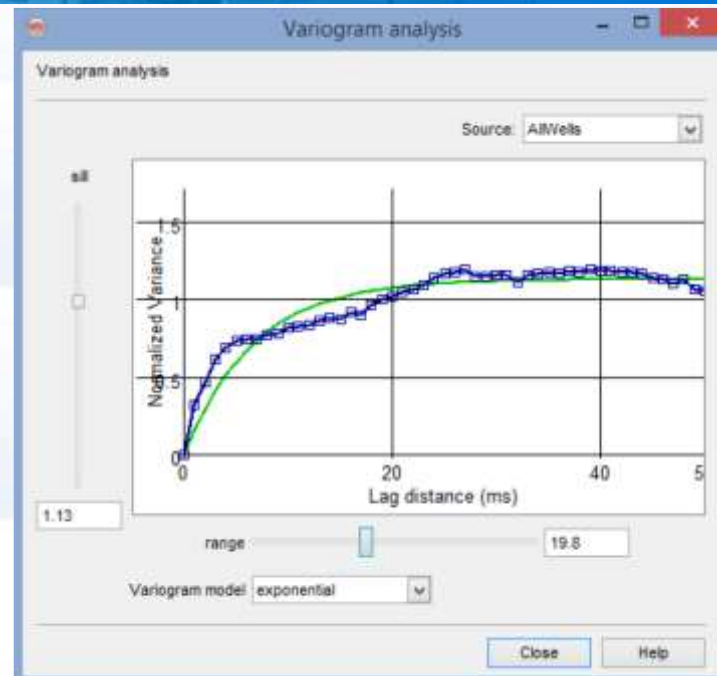 Variogram analysis
Variogram analysis
Source: AllWells
sill
Normalized Variance
1.5
1
0.5
0
0
20
40
5
Lag distance (ms)
1.13
range
19.8
Variogram model exponential
Close
Help